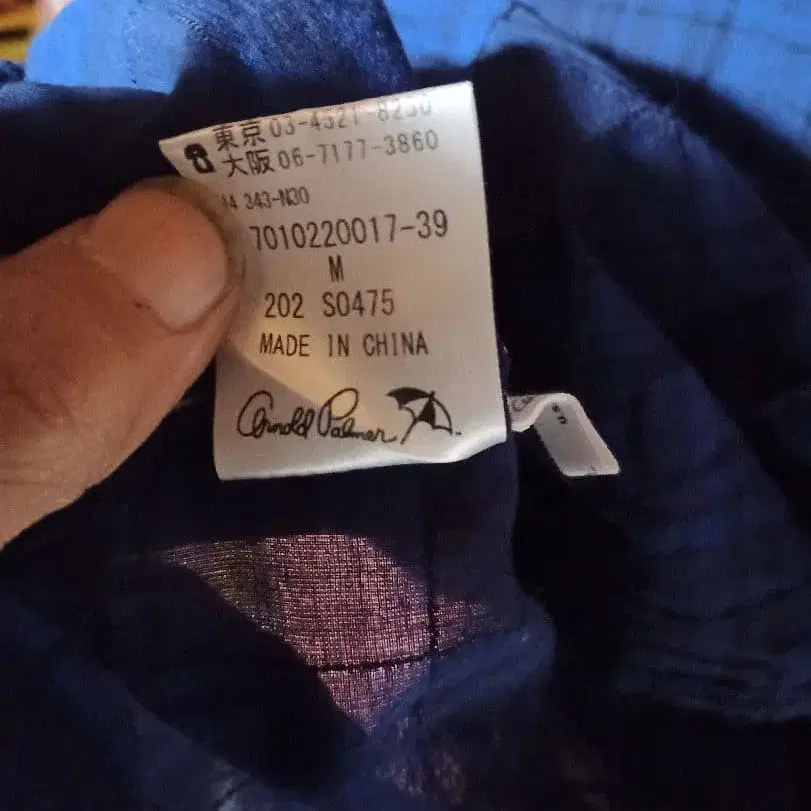 東京 03-4521-8230
大阪 06-7177-3860
343-N30
7010220017-39
M
202 S0475
MADE IN CHINA
Arnold Palmer